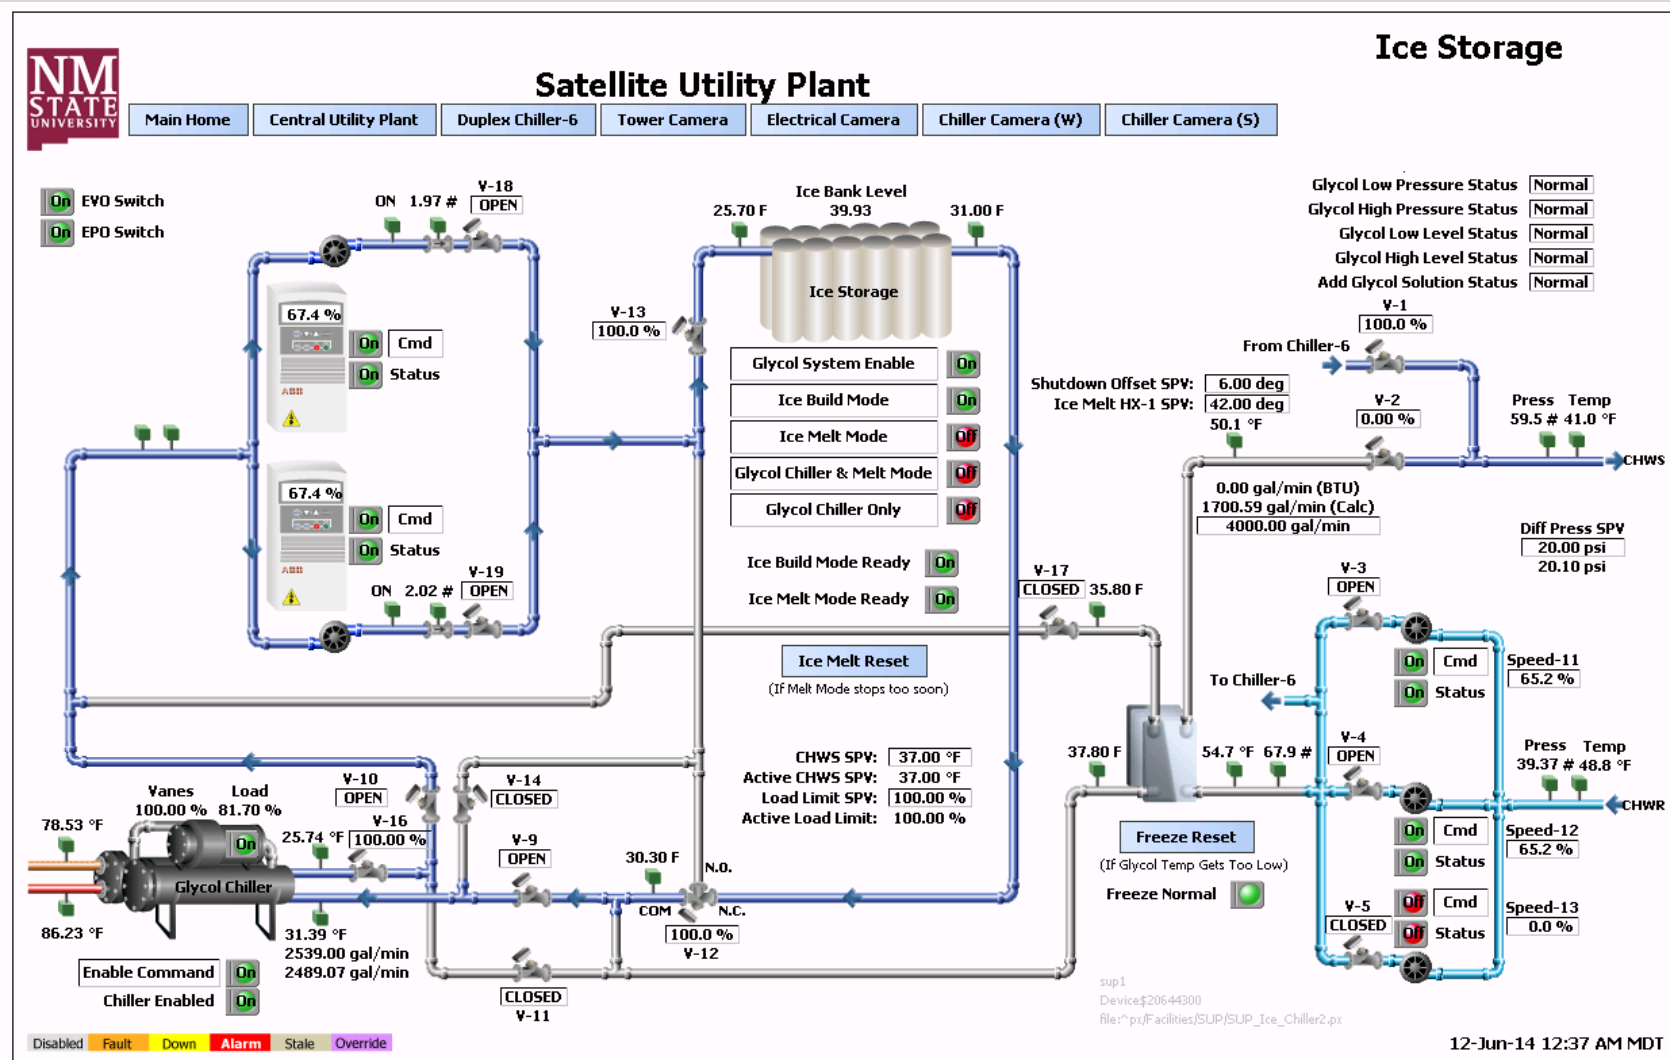 Ice Storage
NM
STATE
UNIVERSITY
Satellite Utility Plant
Main Home
Central Utility Plant
Duplex Chiller-6
Tower Camera
Electrical Camera
Chiller Camera (W)
Chiller Camera (S)
On EVO Switch
On EPO Switch
ON 1.97 #
V-18
OPEN
67.4 %
On Cmd
On Status
ABB
67.4 %
On Cmd
On Status
ABB
ON 2.02 #
V-19
OPEN
Ice Bank Level
25.70 F 39.93 31.00 F
Ice Storage
V-13
100.0 %
Glycol System Enable On
Ice Build Mode On
Ice Melt Mode Off
Glycol Chiller & Melt Mode Off
Glycol Chiller Only Off
Ice Build Mode Ready On
Ice Melt Mode Ready On
Ice Melt Reset
(If Melt Mode stops too soon)
Glycol Low Pressure Status Normal
Glycol High Pressure Status Normal
Glycol Low Level Status Normal
Glycol High Level Status Normal
Add Glycol Solution Status Normal
V-1
100.0 %
From Chiller-6
Shutdown Offset SPV: 6.00 deg
Ice Melt HX-1 SPV: 42.00 deg
50.1 °F
V-2
0.00 %
Press Temp
59.5 # 41.0 °F
CHWS
0.00 gal/min (BTU)
1700.59 gal/min (Calc)
4000.00 gal/min
Diff Press SPV
20.00 psi
20.10 psi
V-17
CLOSED 35.80 F
V-3
OPEN
On Cmd
On Status
Speed-11
65.2 %
To Chiller-6
37.80 F
54.7 °F 67.9 #
V-4
OPEN
Press Temp
39.37 # 48.8 °F
CHWR
On Cmd
On Status
Speed-12
65.2 %
Off Cmd
Off Status
Speed-13
0.0 %
V-5
CLOSED
CHWS SPV: 37.00 °F
Active CHWS SPV: 37.00 °F
Load Limit SPV: 100.00 %
Active Load Limit: 100.00 %
Freeze Reset
(If Glycol Temp Gets Too Low)
Freeze Normal
Vanes Load
100.00 % 81.70 %
V-10
OPEN
V-14
CLOSED
78.53 °F
On
25.74 °F
V-16
100.00 %
V-9
OPEN
Glycol Chiller
30.30 F
N.O.
COM
N.C.
100.0 %
V-12
86.23 °F
31.39 °F
2539.00 gal/min
2489.07 gal/min
Enable Command On
Chiller Enabled On
CLOSED
V-11
sup1
Device$20644300
file:^px/Facilities/SUP/SUP_Ice_Chiller2.px
Disabled Fault Down Alarm Stale Override
12-Jun-14 12:37 AM MDT